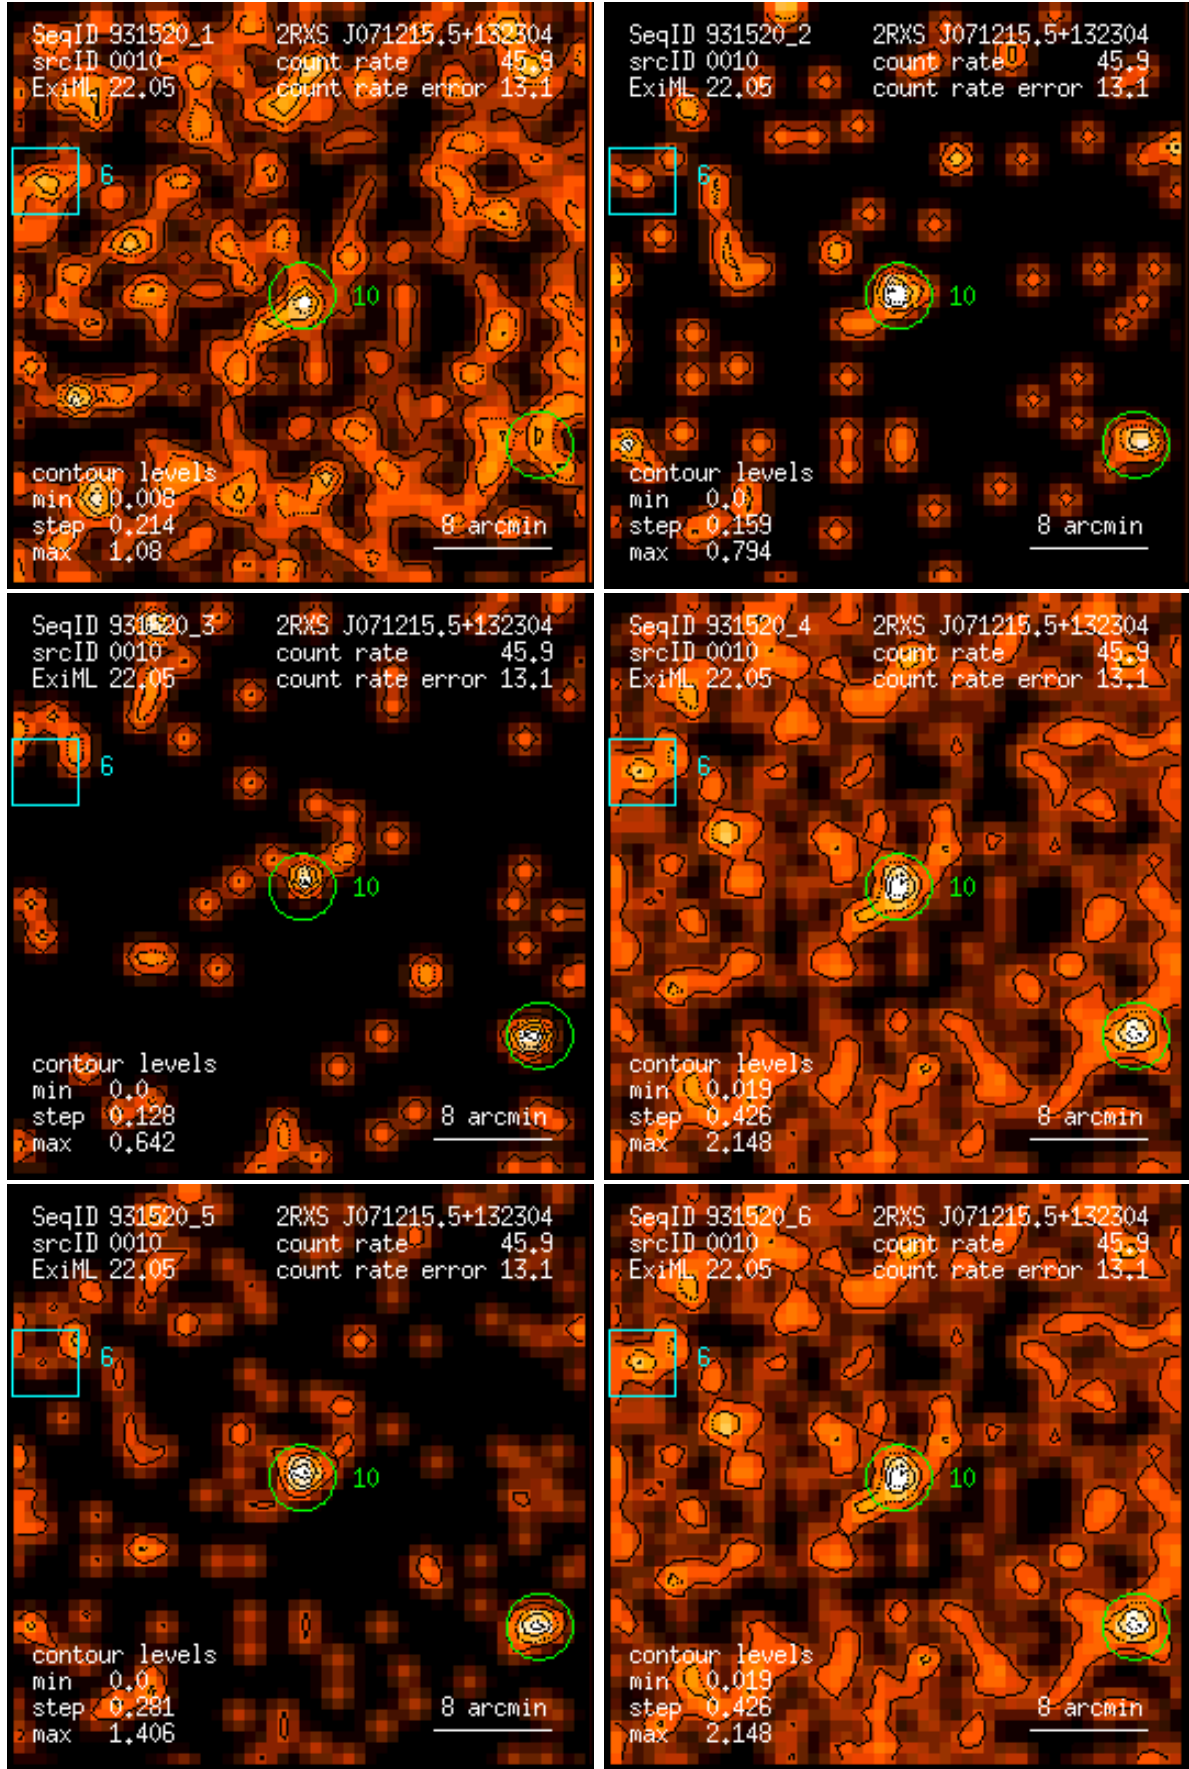 SeqID 931520_1 2RXS J071215.5+132304
srcID 0010 count rate 45.9
ExiML 22.05 count rate error 13.1
6
10
contour levels
min 0.008
step 0.214
max 1.08
8 arcmin
SeqID 931520_2 2RXS J071215.5+132304
srcID 0010 count rate 45.9
ExiML 22.05 count rate error 13.1
6
10
contour levels
min 0.0
step 0.159
max 0.794
8 arcmin
SeqID 931520_3 2RXS J071215.5+132304
srcID 0010 count rate 45.9
ExiML 22.05 count rate error 13.1
6
10
contour levels
min 0.0
step 0.128
max 0.642
8 arcmin
SeqID 931520_4 2RXS J071215.5+132304
srcID 0010 count rate 45.9
ExiML 22.05 count rate error 13.1
6
10
contour levels
min 0.019
step 0.426
max 2.148
8 arcmin
SeqID 931520_5 2RXS J071215.5+132304
srcID 0010 count rate 45.9
ExiML 22.05 count rate error 13.1
6
10
contour levels
min 0.0
step 0.281
max 1.406
8 arcmin
SeqID 931520_6 2RXS J071215.5+132304
srcID 0010 count rate 45.9
ExiML 22.05 count rate error 13.1
6
10
contour levels
min 0.019
step 0.426
max 2.148
8 arcmin